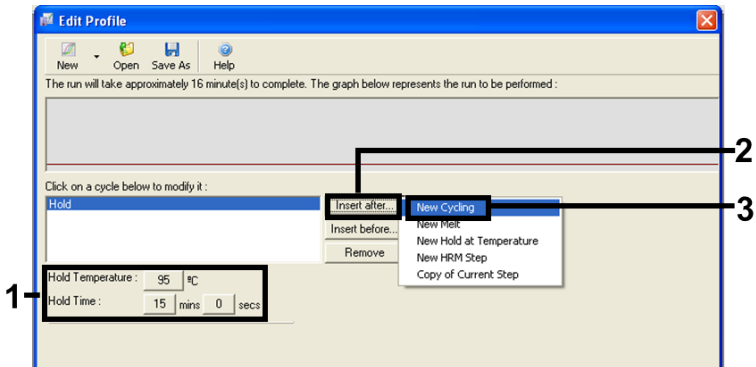 Edit Profile
New Open Save As Help
The run will take approximately 16 minute(s) to complete. The graph below represents the run to be performed :
2
Click on a cycle below to modify it :
Hold Insert after... New Cycling 3
Insert before... New Melt
New Hold at Temperature
Remove New HRM Step
Copy of Current Step
1 Hold Temperature : 95 ºC
Hold Time : 15 mins 0 secs